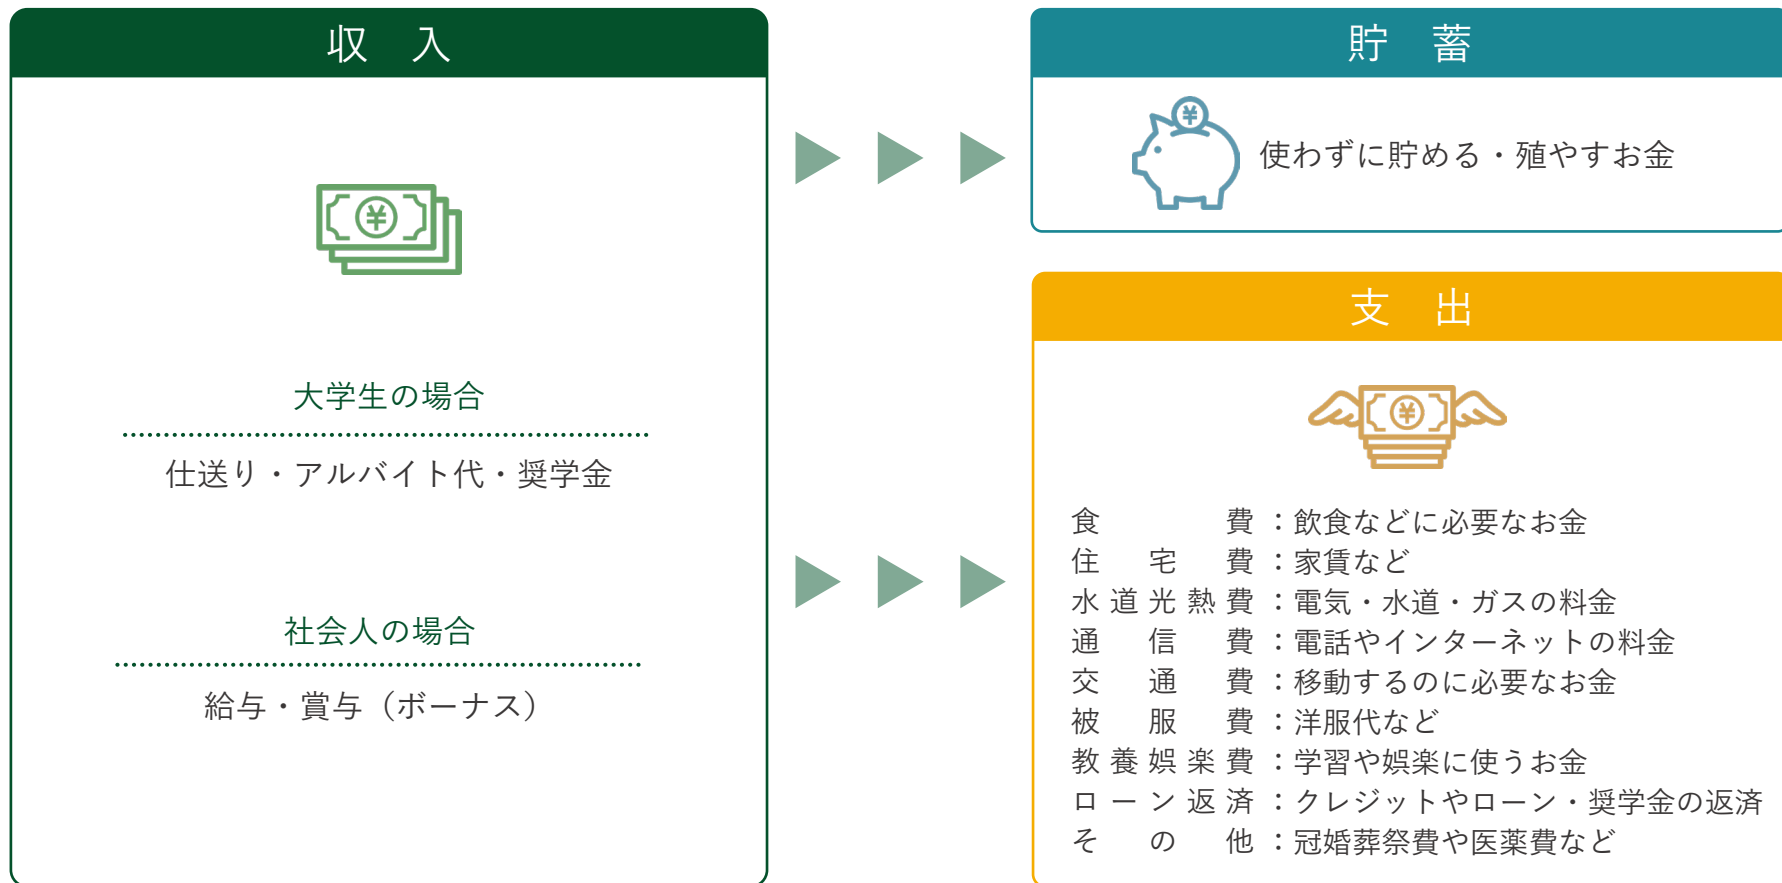 収　入
大学生の場合
仕送り・アルバイト代・奨学金
社会人の場合
給与・賞与（ボーナス）
貯　蓄
使わずに貯める・殖やすお金
支　出
食費：飲食などに必要なお金
住宅費：家賃など
水道光熱費：電気・水道・ガスの料金
通信費：電話やインターネットの料金
交通費：移動するのに必要なお金
被服費：洋服代など
教養娯楽費：学習や娯楽に使うお金
ローン返済：クレジットやローン・奨学金の返済
その他：冠婚葬祭費や医薬費など